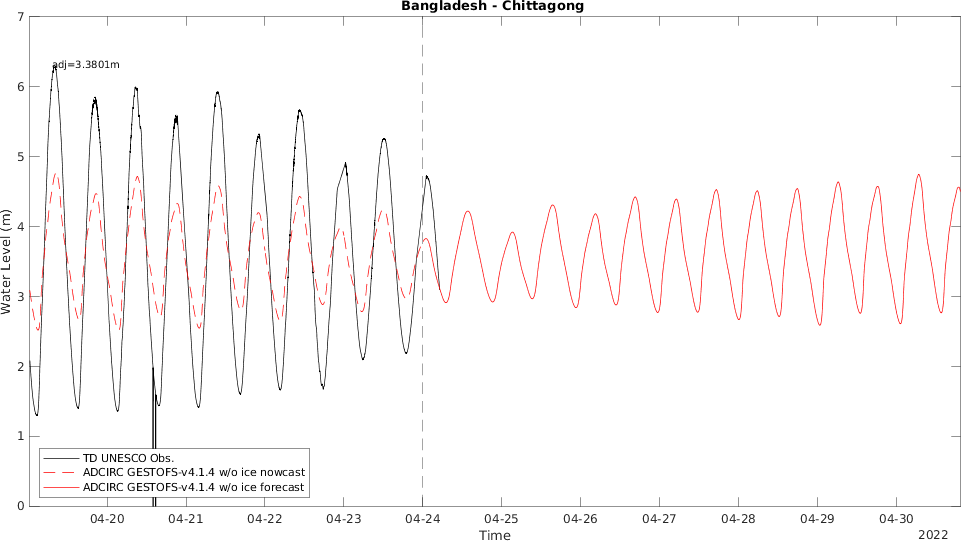 Bangladesh - Chittagong
adj=3.3801m
7
6
5
4
3
2
1
0
Water Level (m)
TD UNESCO Obs.
ADCIRC GESTOFS-v4.1.4 w/o ice nowcast
ADCIRC GESTOFS-v4.1.4 w/o ice forecast
04-20 04-21 04-22 04-23 04-24 04-25 04-26 04-27 04-28 04-29 04-30
Time
2022